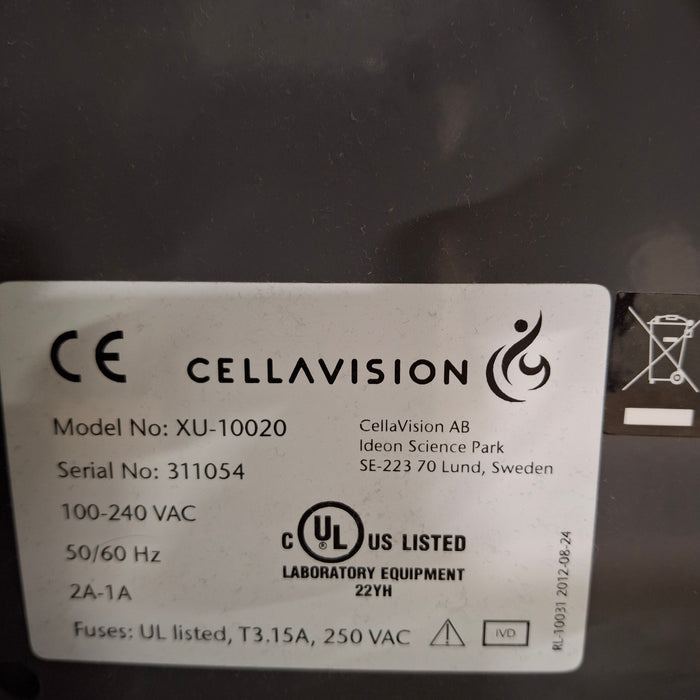 CE CELLAVISION
Model No: XU-10020
Serial No: 311054
100-240 VAC
50/60 Hz
2A-1A
Fuses: UL listed, T3.15A, 250 VAC
CellaVision AB
Ideon Science Park
SE-223 70 Lund, Sweden
C UL ® US LISTED
LABORATORY EQUIPMENT
22YH
IVD
RL-10031 2012-08-24